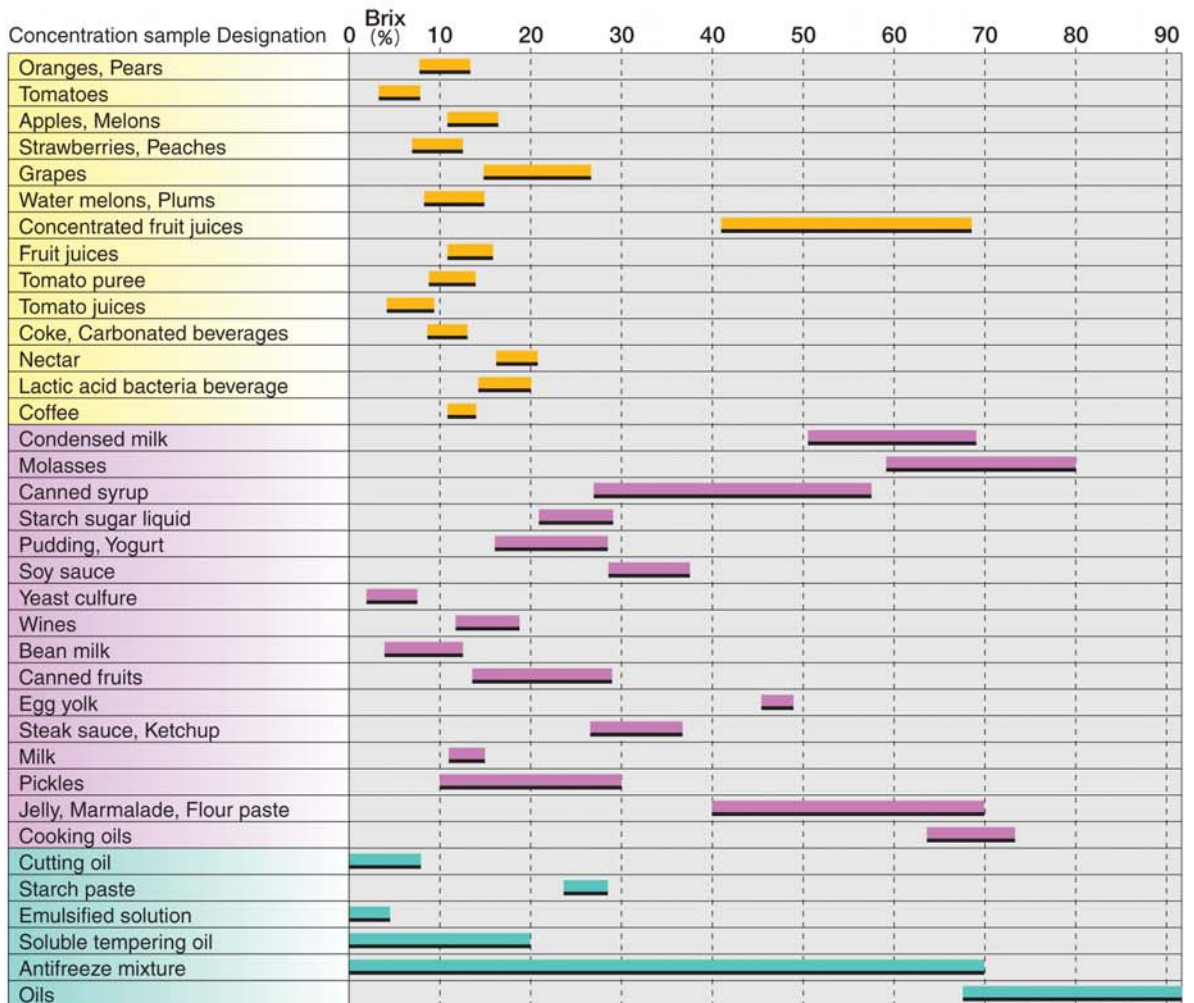 Brix
Concentration sample Designation 0 (%) 10 20 30 40 50 60 70 80 90
Oranges, Pears
Tomatoes
Apples, Melons
Strawberries, Peaches
Grapes
Water melons, Plums
Concentrated fruit juices
Fruit juices
Tomato puree
Tomato juices
Coke, Carbonated beverages
Nectar
Lactic acid bacteria beverage
Coffee
Condensed milk
Molasses
Canned syrup
Starch sugar liquid
Pudding, Yogurt
Soy sauce
Yeast culfure
Wines
Bean milk
Canned fruits
Egg yolk
Steak sauce, Ketchup
Milk
Pickles
Jelly, Marmalade, Flour paste
Cooking oils
Cutting oil
Starch paste
Emulsified solution
Soluble tempering oil
Antifreeze mixture
Oils